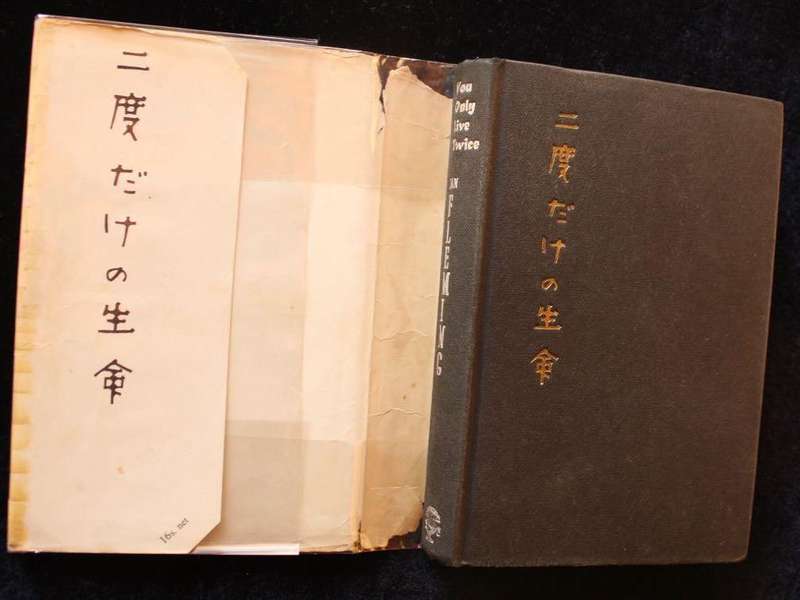 二度だけの生命
16s. net
You
Only
Live
Twice
IAN
FLEMING
二度だけの生命